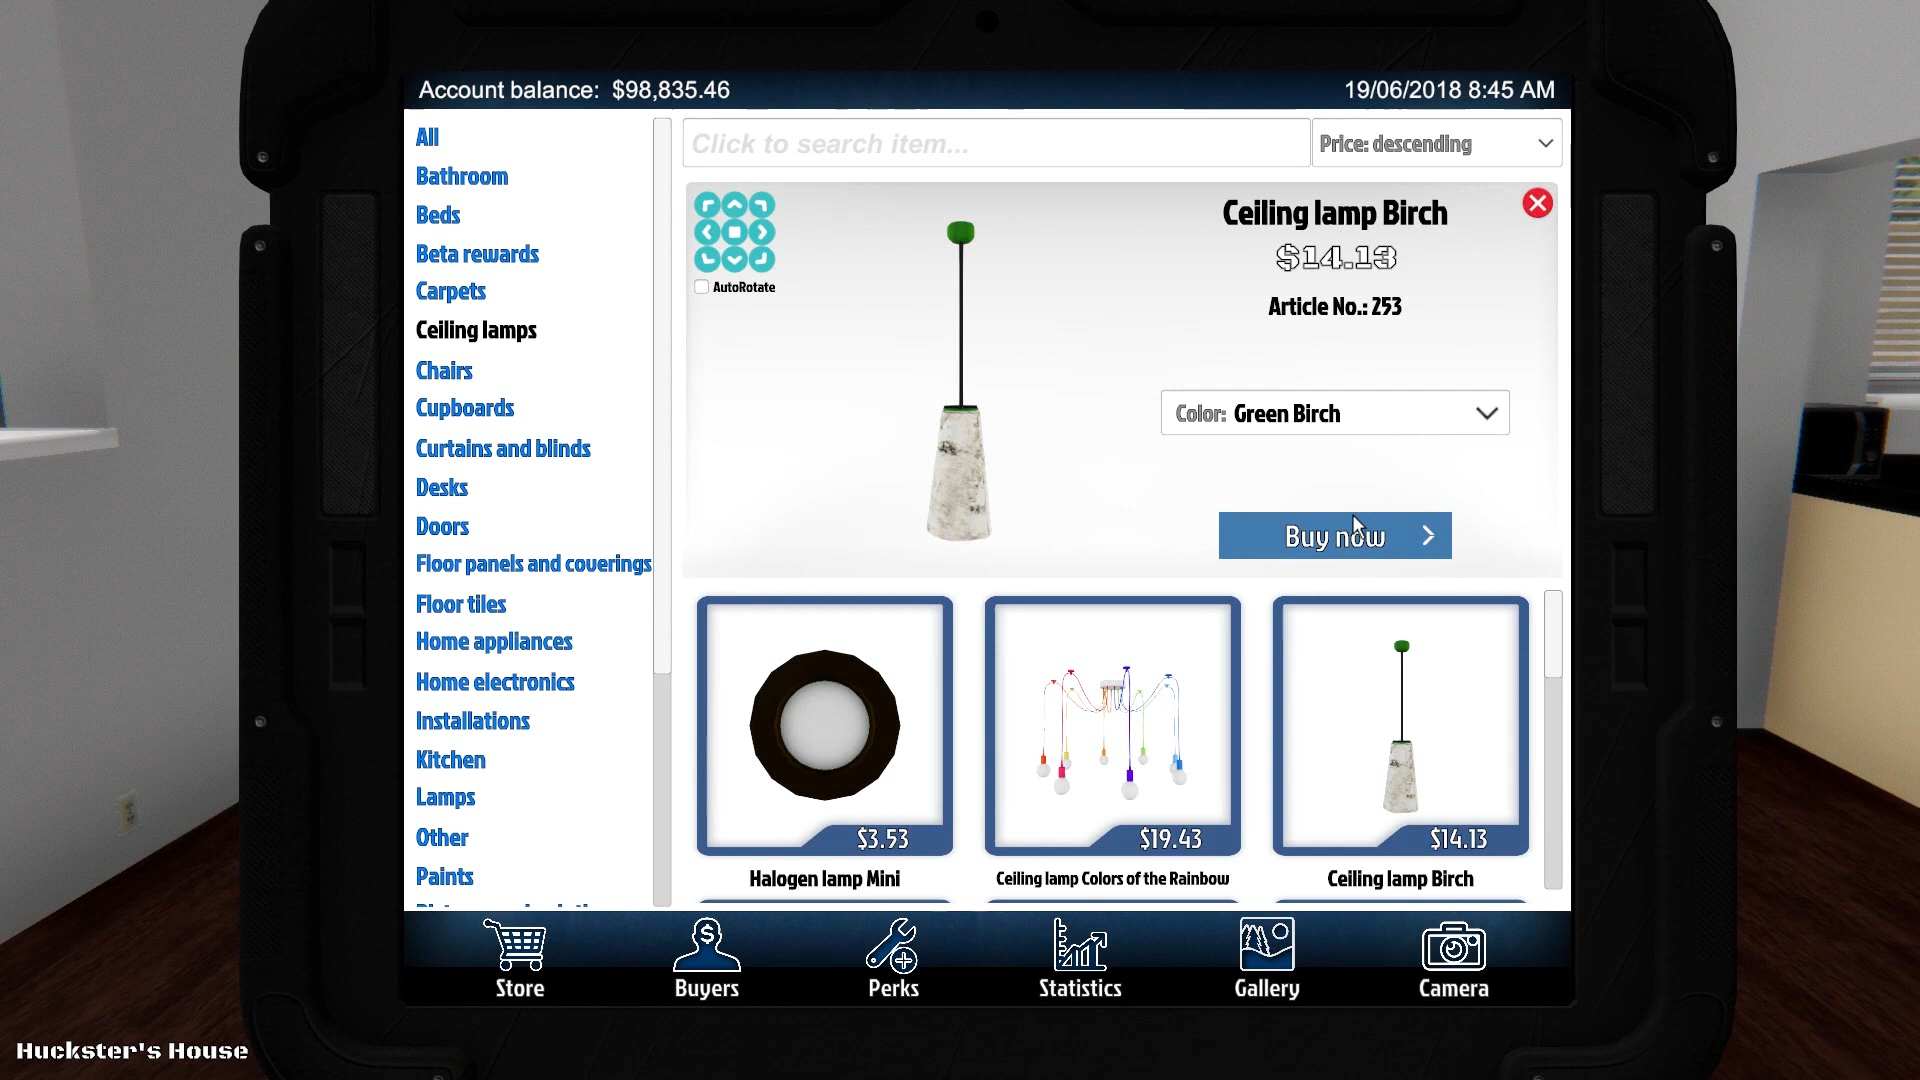 Account balance: $98,835.46
19/06/2018 8:45 AM
All
Bathroom
Beds
Beta rewards
Carpets
Ceiling lamps
Chairs
Cupboards
Curtains and blinds
Desks
Doors
Floor panels and coverings
Floor tiles
Home appliances
Home electronics
Installations
Kitchen
Lamps
Other
Paints
Click to search item...
Price: descending
AutoRotate
Ceiling lamp Birch
$14.13
Article No.: 253
Color: Green Birch
Buy now
$3.53
$19.43
$14.13
Halogen lamp Mini
Ceiling lamp Colors of the Rainbow
Ceiling lamp Birch
Store
Buyers
Perks
Statistics
Gallery
Camera
Huckster's House